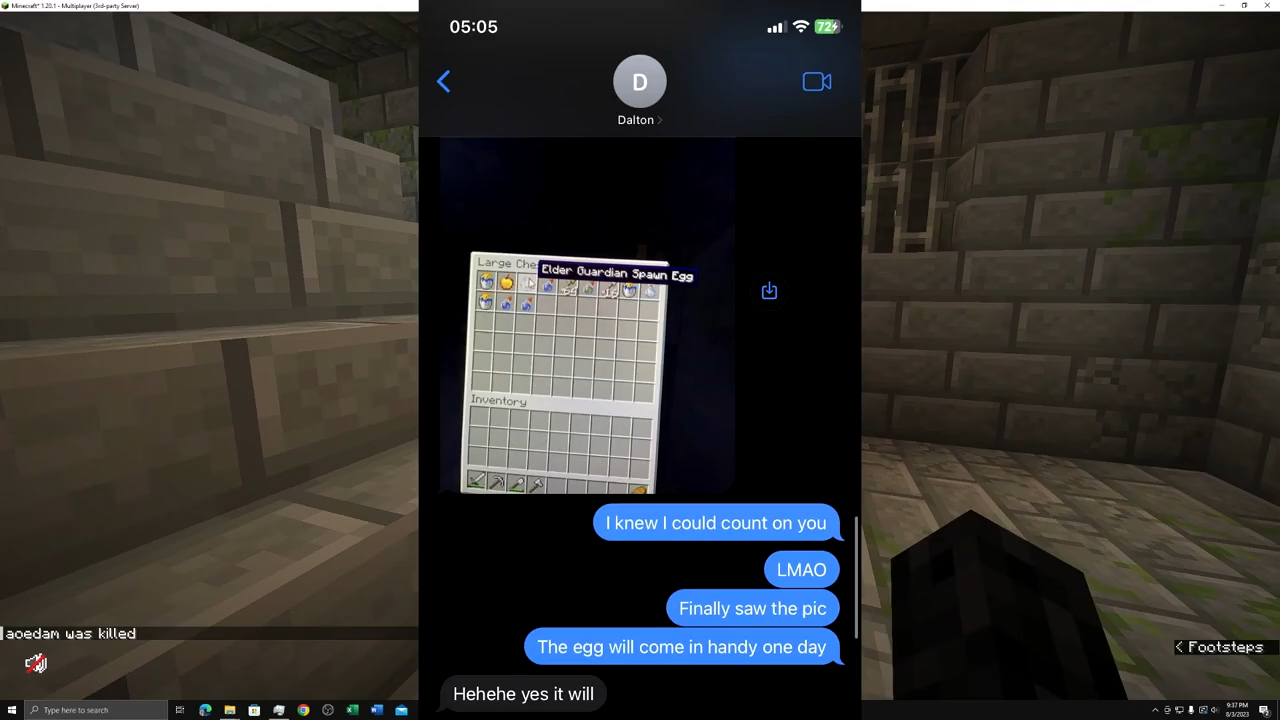 Minecraft* 1.20.1 - Multiplayer (3rd-party Server)
05:05
72
D
Dalton
Large Che
Elder Guardian Spawn Egg
Inventory
I knew I could count on you
LMAO
Finally saw the pic
The egg will come in handy one day
Hehehe yes it will
aoedam was killed
< Footsteps
Type here to search
9:37 PM
8/3/2023